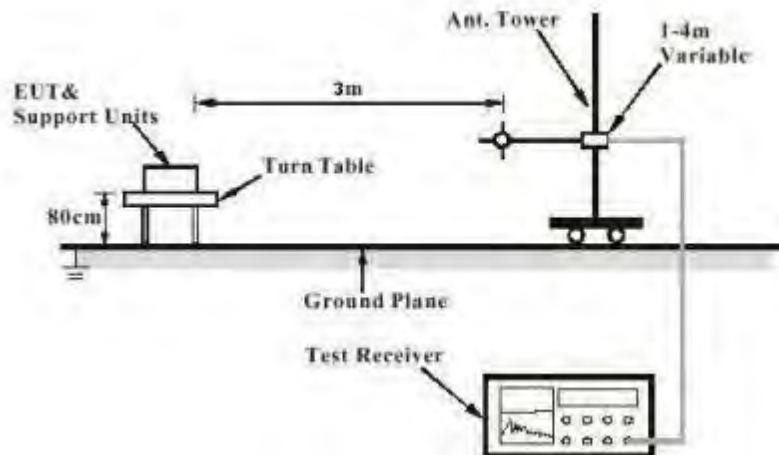 Ant. Tower
1-4m
Variable
EUT&
Support Units
3m
Turn Table
80cm
Ground Plane
Test Receiver